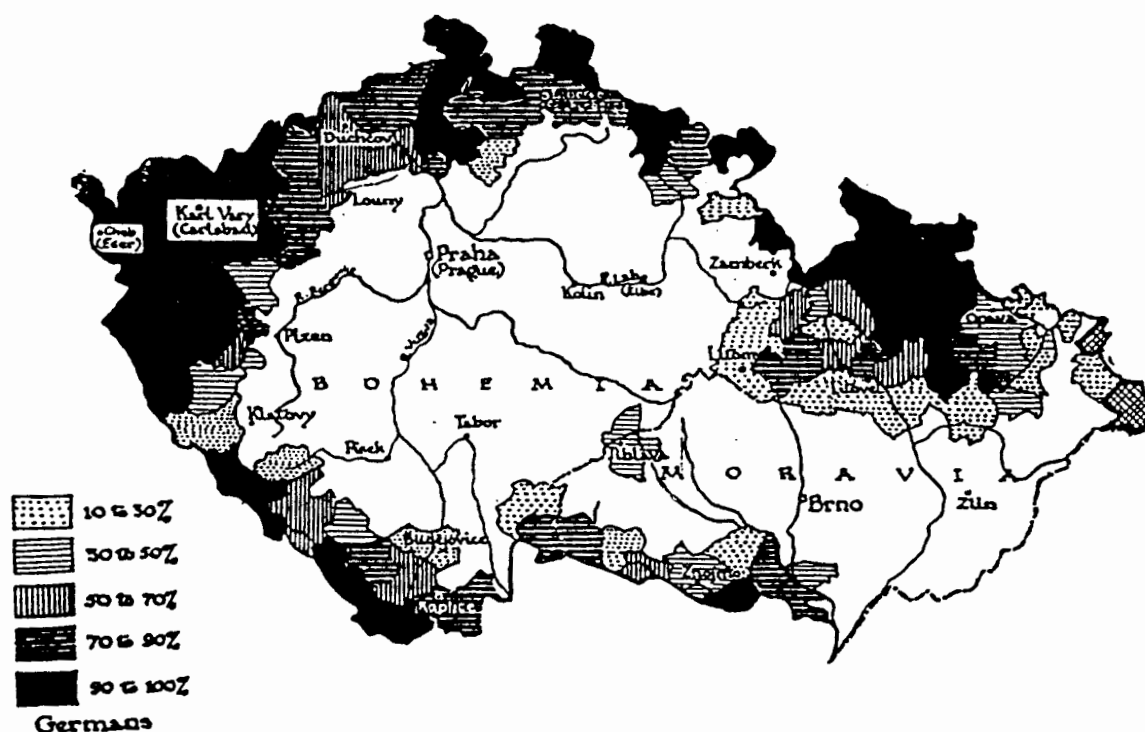 Duchcov
Louny
Karl. Vary
(Carlsbad)
Cheb
(Eger)
Praha
(Prague)
Zamberk
R. Labe
Kolin (Elbe)
Plzen
B O H E M I A
Klatovy
Tabor
Pisek
Jihlava
M O R A V I A
Brno
Zlin
Budejovice
Kaplice
10 to 30%
30 to 50%
50 to 70%
70 to 90%
90 to 100%
Germans